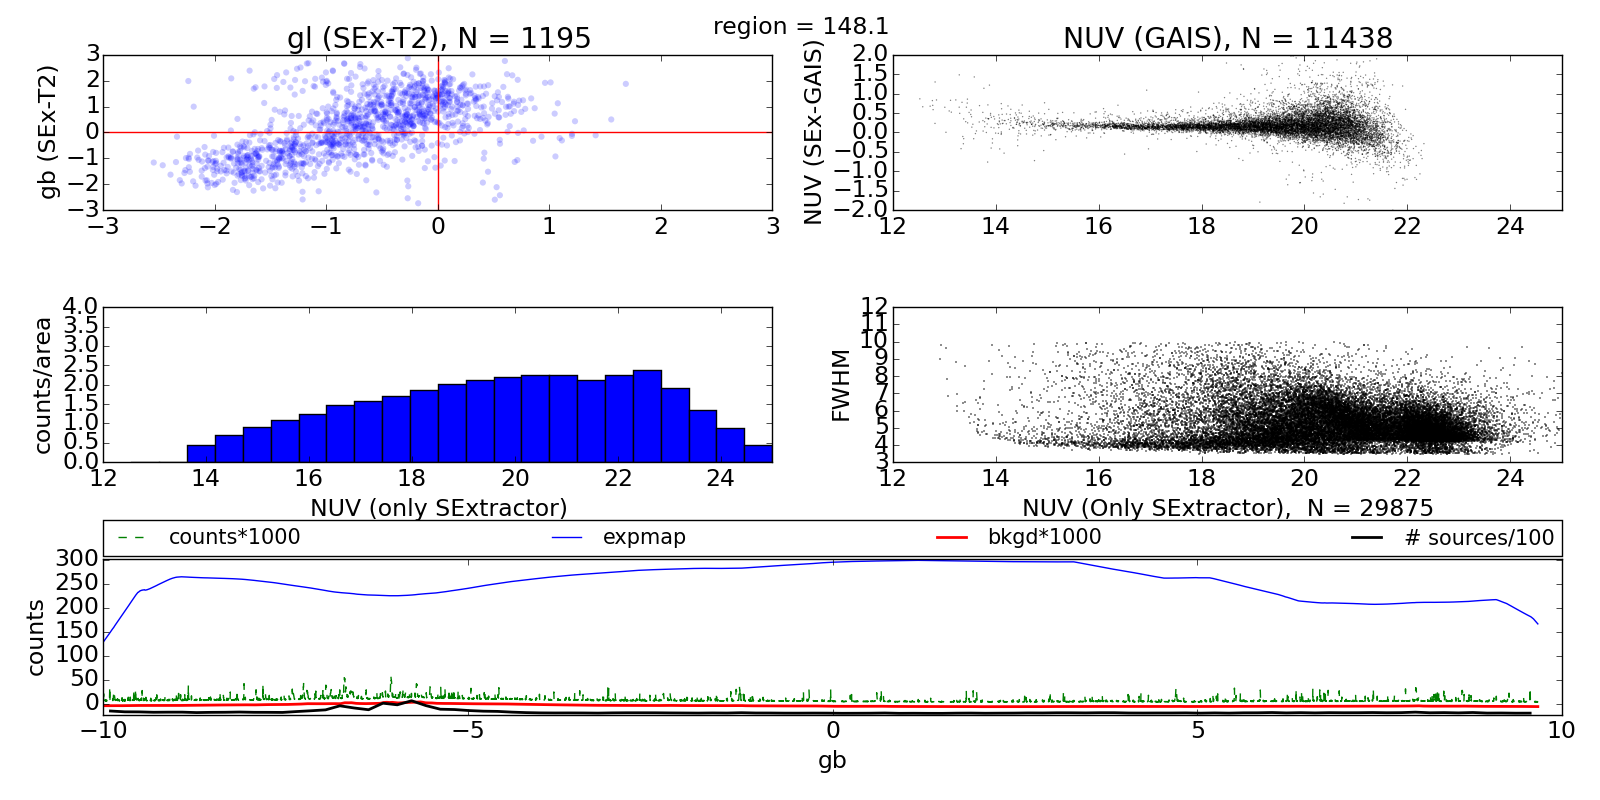 region = 148.1
gl (SEx-T2), N = 1195
NUV (GAIS), N = 11438
gb (SEx-T2)
3
2
1
0
−1
−2
−3
−3 −2 −1 0 1 2 3
NUV (SEx-GAIS)
2.0
1.5
1.0
0.5
0.0
−0.5
−1.0
−1.5
−2.0
12 14 16 18 20 22 24
counts/area
4.0
3.5
3.0
2.5
2.0
1.5
1.0
0.5
0.0
12 14 16 18 20 22 24
NUV (only SExtractor)
FWHM
12
11
10
9
8
7
6
5
4
3
12 14 16 18 20 22 24
NUV (Only SExtractor), N = 29875
counts*1000 expmap bkgd*1000 # sources/100
counts
300
250
200
150
100
50
0
−10 −5 0 5 10
gb